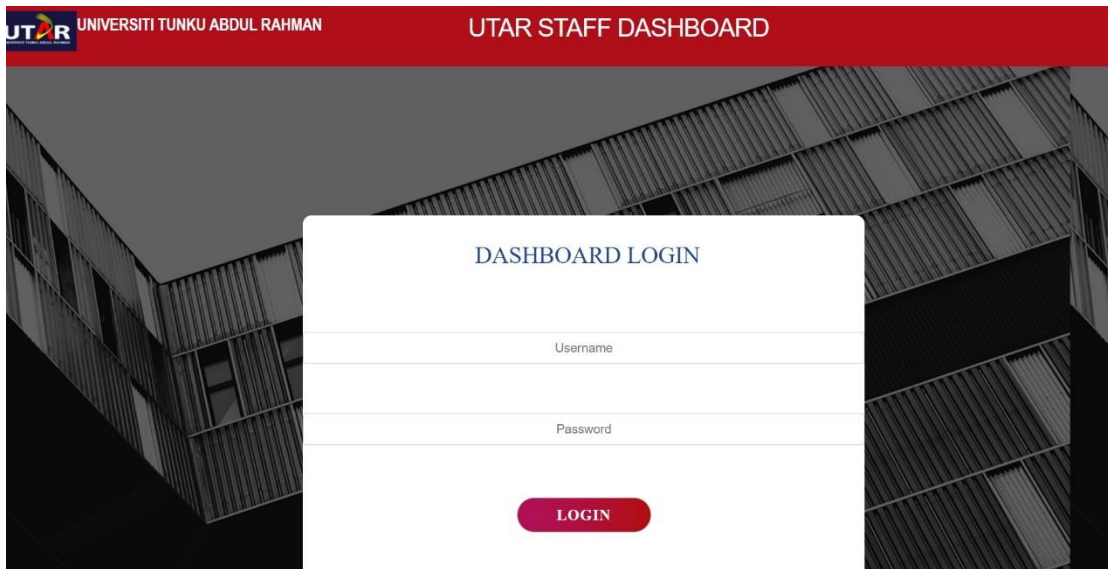 UTAR
UNIVERSITI TUNKU ABDUL RAHMAN
UTAR STAFF DASHBOARD
DASHBOARD LOGIN
Username
Password
LOGIN